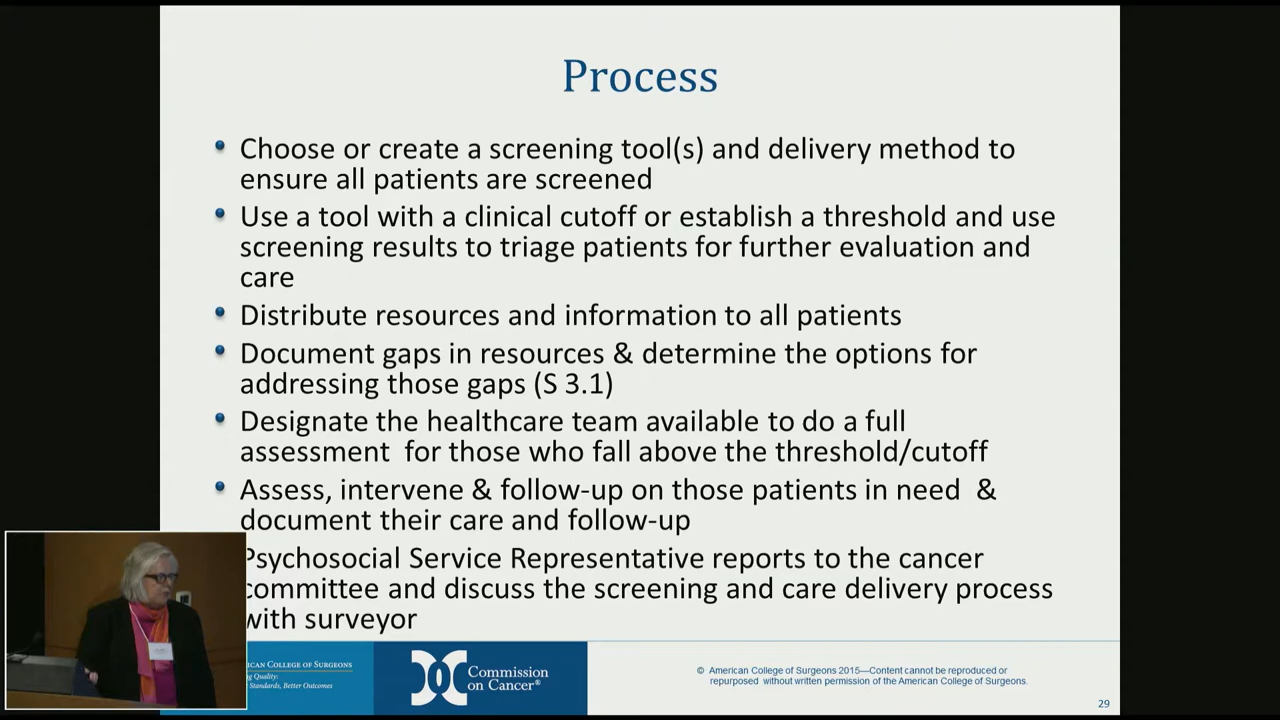 Process
• Choose or create a screening tool(s) and delivery method to
ensure all patients are screened
• Use a tool with a clinical cutoff or establish a threshold and use
screening results to triage patients for further evaluation and
care
• Distribute resources and information to all patients
• Document gaps in resources & determine the options for
addressing those gaps (S 3.1)
• Designate the healthcare team available to do a full
assessment for those who fall above the threshold/cutoff
• Assess, intervene & follow-up on those patients in need &
document their care and follow-up
Psychosocial Service Representative reports to the cancer
committee and discuss the screening and care delivery process
with surveyor
COLLEGE OF SURGEONS
Quality:
Standards, Better Outcomes
Commission
on Cancer®
© American College of Surgeons 2015—Content cannot be reproduced or
repurposed without written permission of the American College of Surgeons.
29